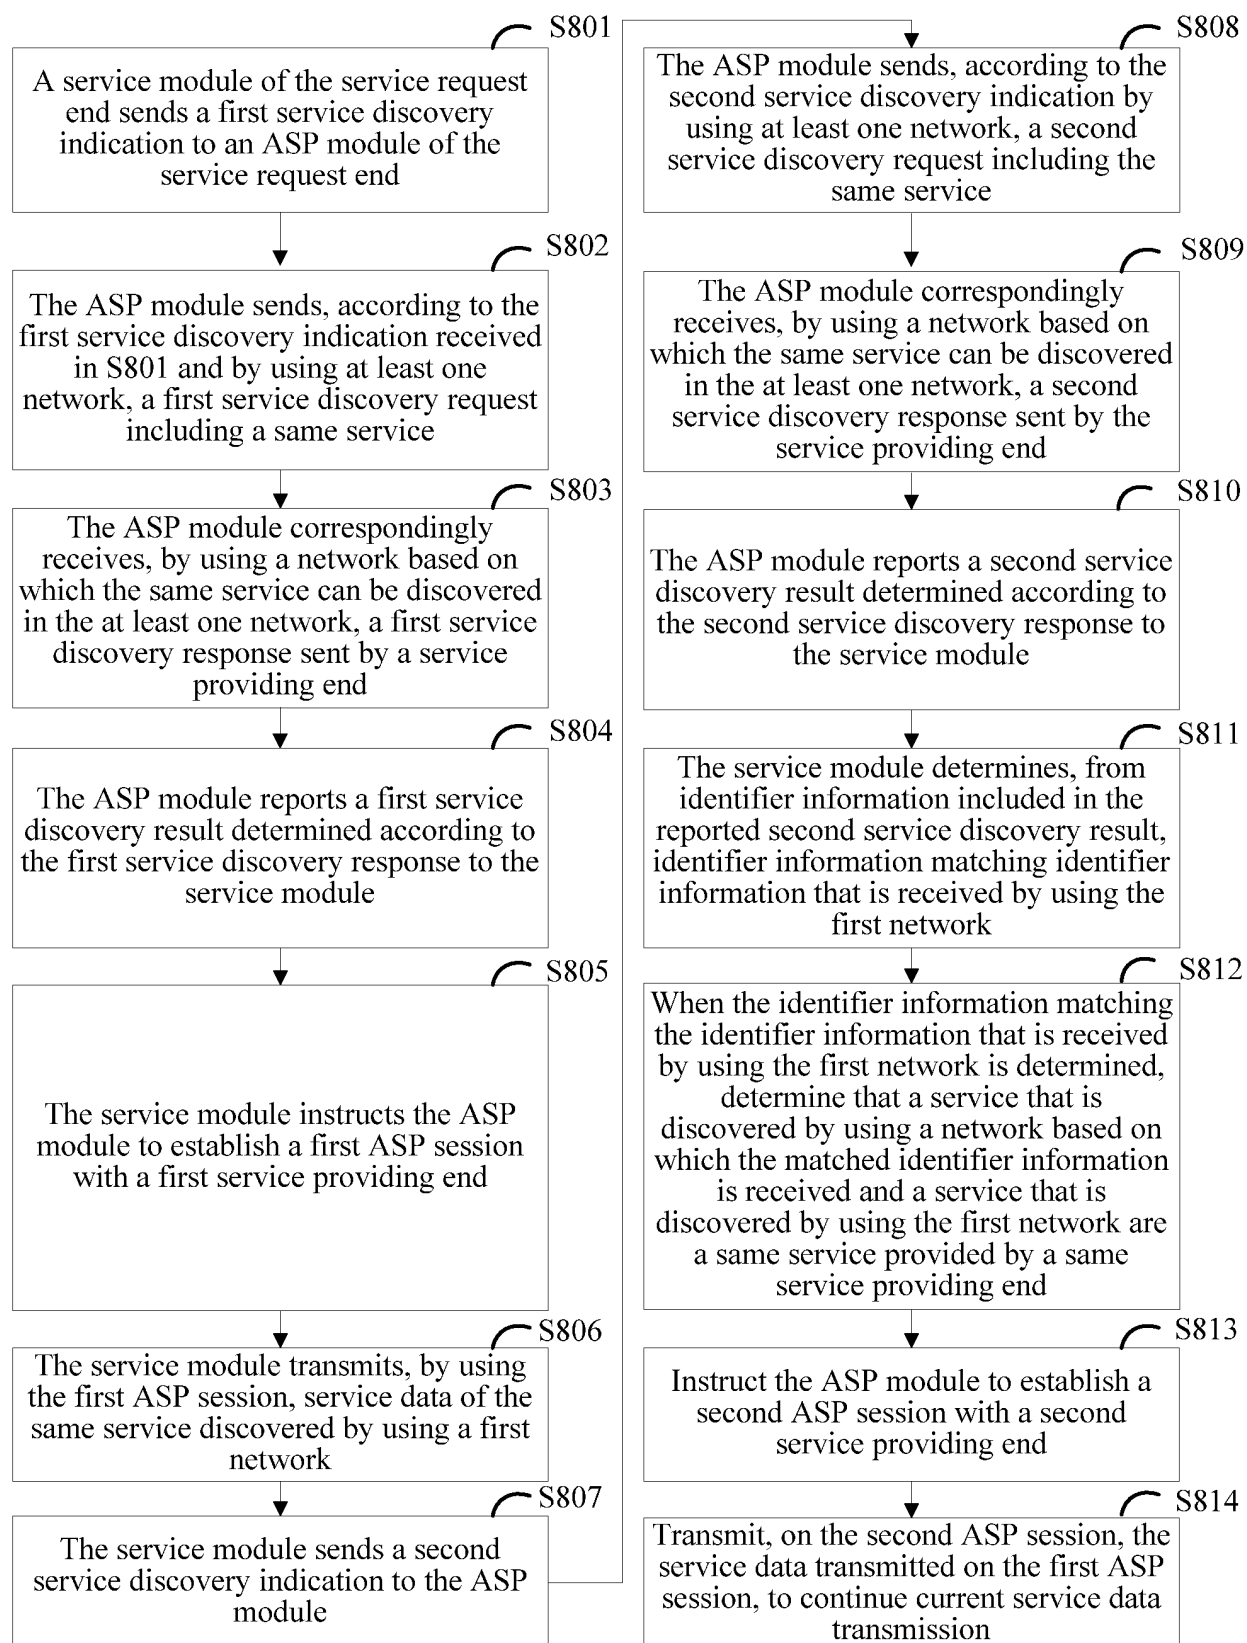 S801
A service module of the service request
end sends a first service discovery
indication to an ASP module of the
service request end
S802
The ASP module sends, according to the
first service discovery indication received
in S801 and by using at least one
network, a first service discovery request
including a same service
S803
The ASP module correspondingly
receives, by using a network based on
which the same service can be discovered
in the at least one network, a first service
discovery response sent by a service
providing end
S804
The ASP module reports a first service
discovery result determined according to
the first service discovery response to the
service module
S805
The service module instructs the ASP
module to establish a first ASP session
with a first service providing end
S806
The service module transmits, by using
the first ASP session, service data of the
same service discovered by using a first
network
S807
The service module sends a second
service discovery indication to the ASP
module
S808
The ASP module sends, according to the
second service discovery indication by
using at least one network, a second
service discovery request including the
same service
S809
The ASP module correspondingly
receives, by using a network based on
which the same service can be discovered
in the at least one network, a second
service discovery response sent by the
service providing end
S810
The ASP module reports a second service
discovery result determined according to
the second service discovery response to
the service module
S811
The service module determines, from
identifier information included in the
reported second service discovery result,
identifier information matching identifier
information that is received by using the
first network
S812
When the identifier information matching
the identifier information that is received
by using the first network is determined,
determine that a service that is
discovered by using a network based on
which the matched identifier information
is received and a service that is
discovered by using the first network are
a same service provided by a same
service providing end
S813
Instruct the ASP module to establish a
second ASP session with a second
service providing end
S814
Transmit, on the second ASP session, the
service data transmitted on the first ASP
session, to continue current service data
transmission